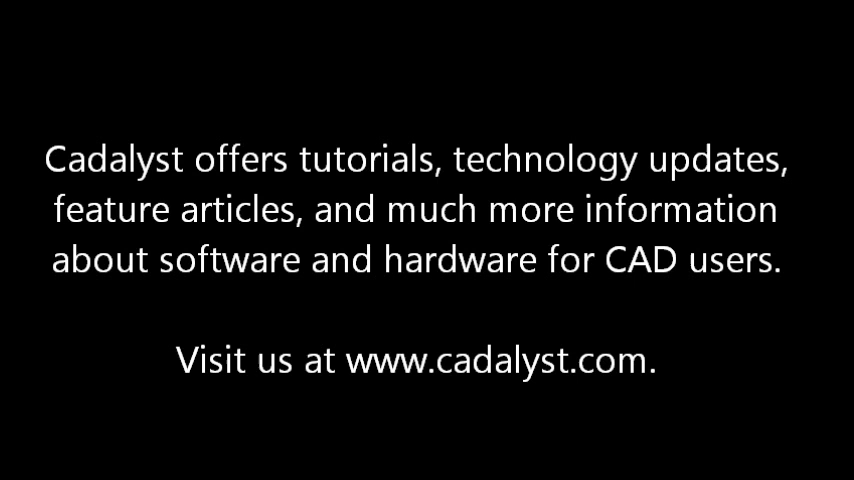 Cadalyst offers tutorials, technology updates,
feature articles, and much more information
about software and hardware for CAD users.
Visit us at www.cadalyst.com.